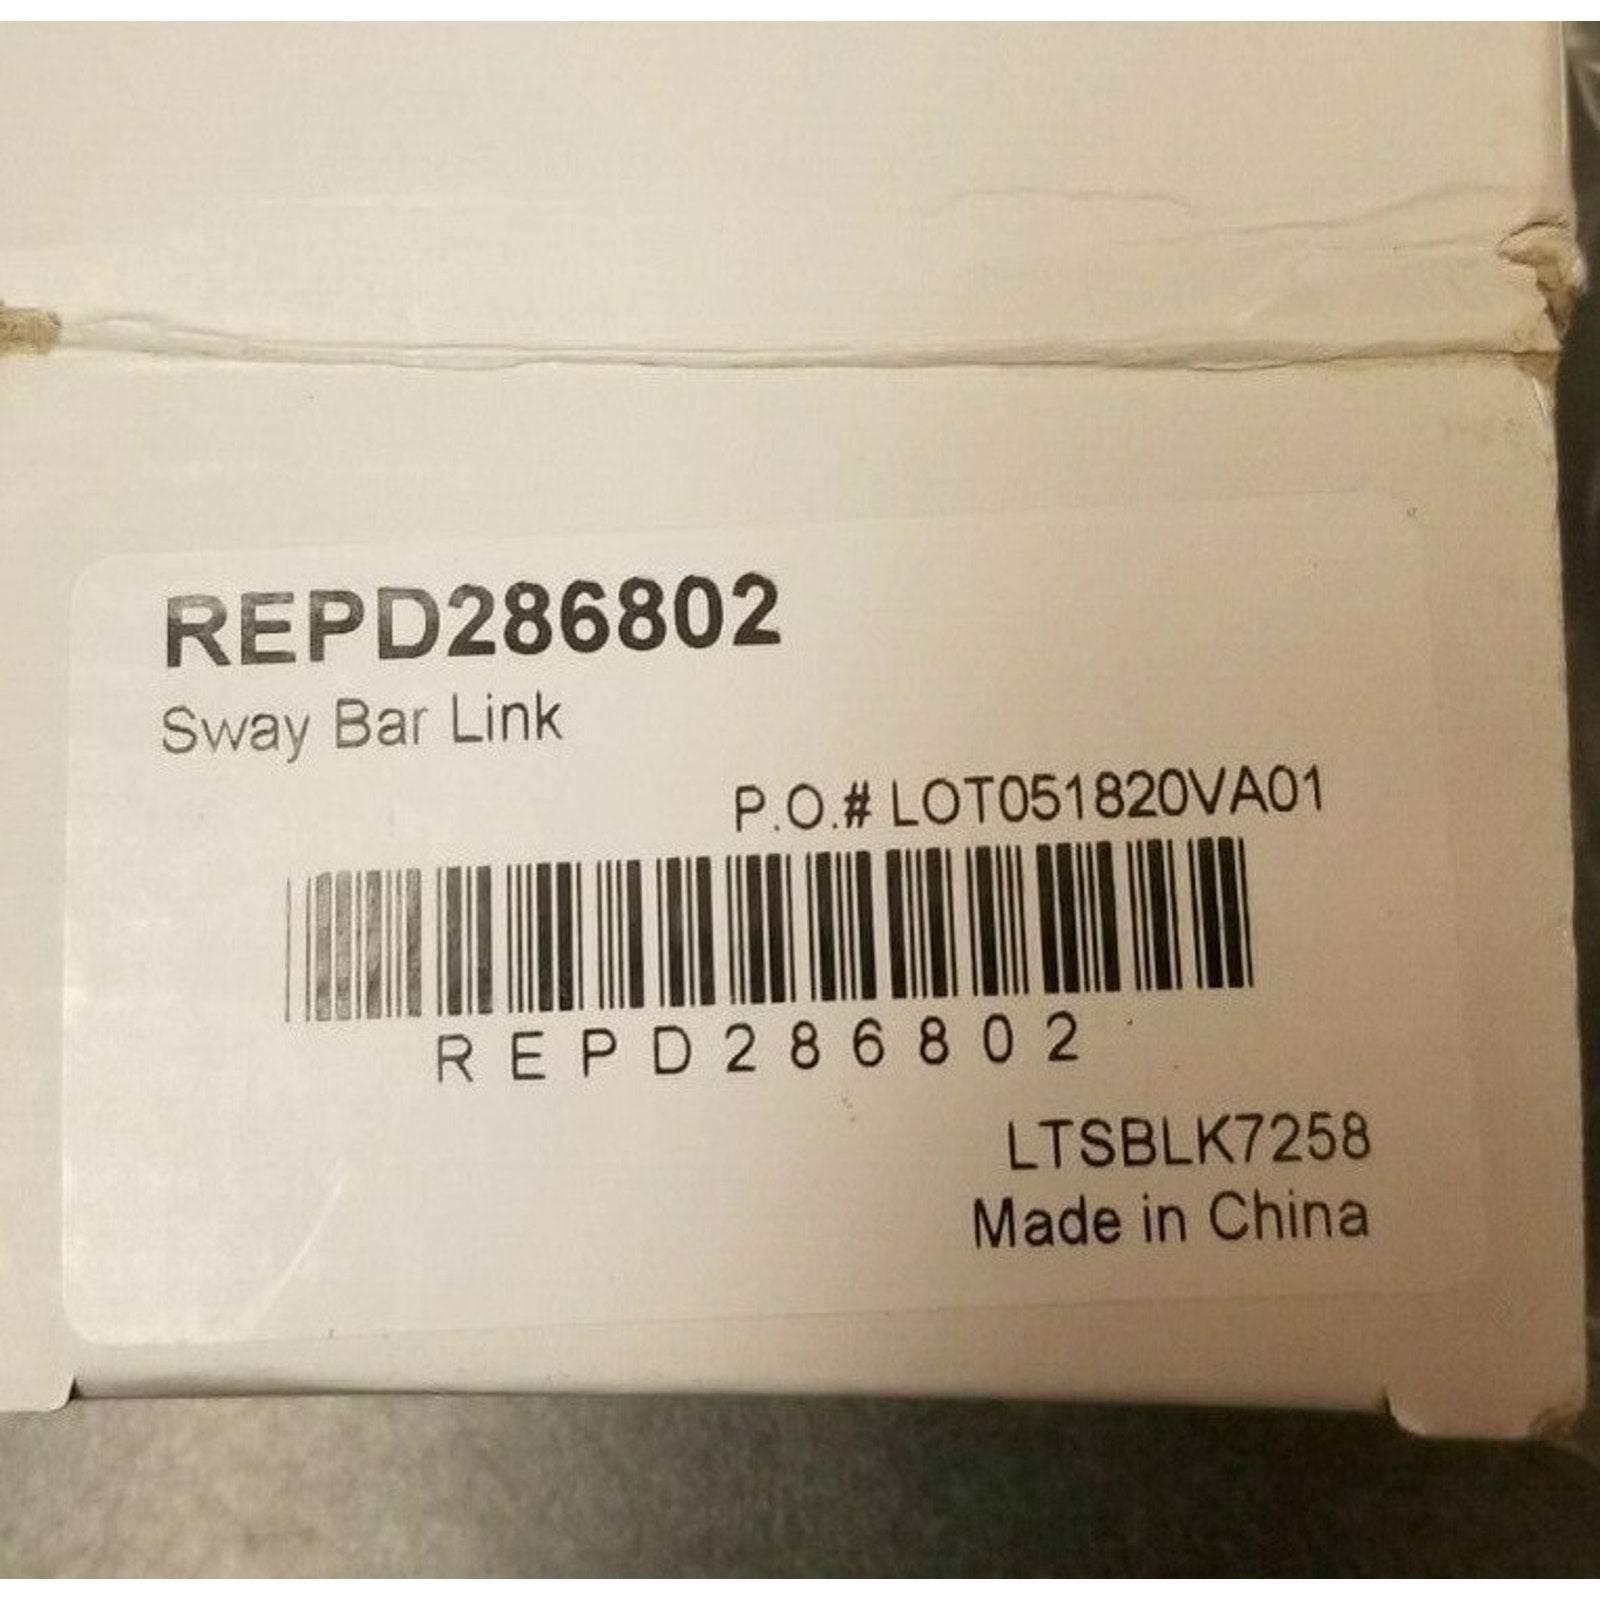 REPD286802
Sway Bar Link
P.O.# LOT051820VA01
REPD286802
LTSBLK7258
Made in China